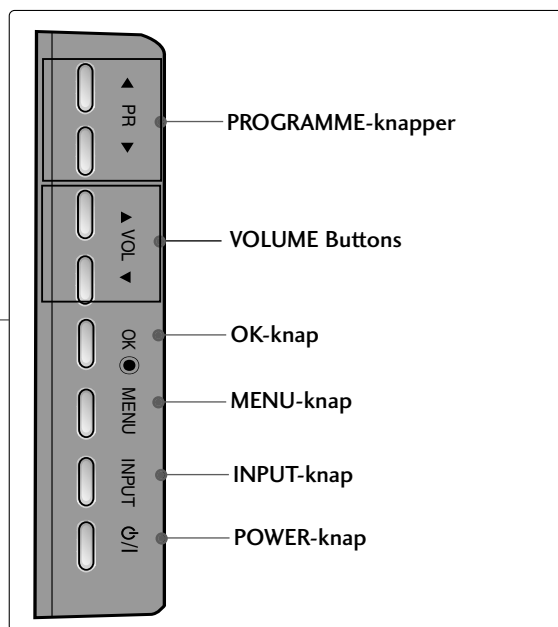 PR
PROGRAMME-knapper
VOL
VOLUME Buttons
OK
OK-knap
MENU
MENU-knap
INPUT
INPUT-knap
⏻/I
POWER-knap